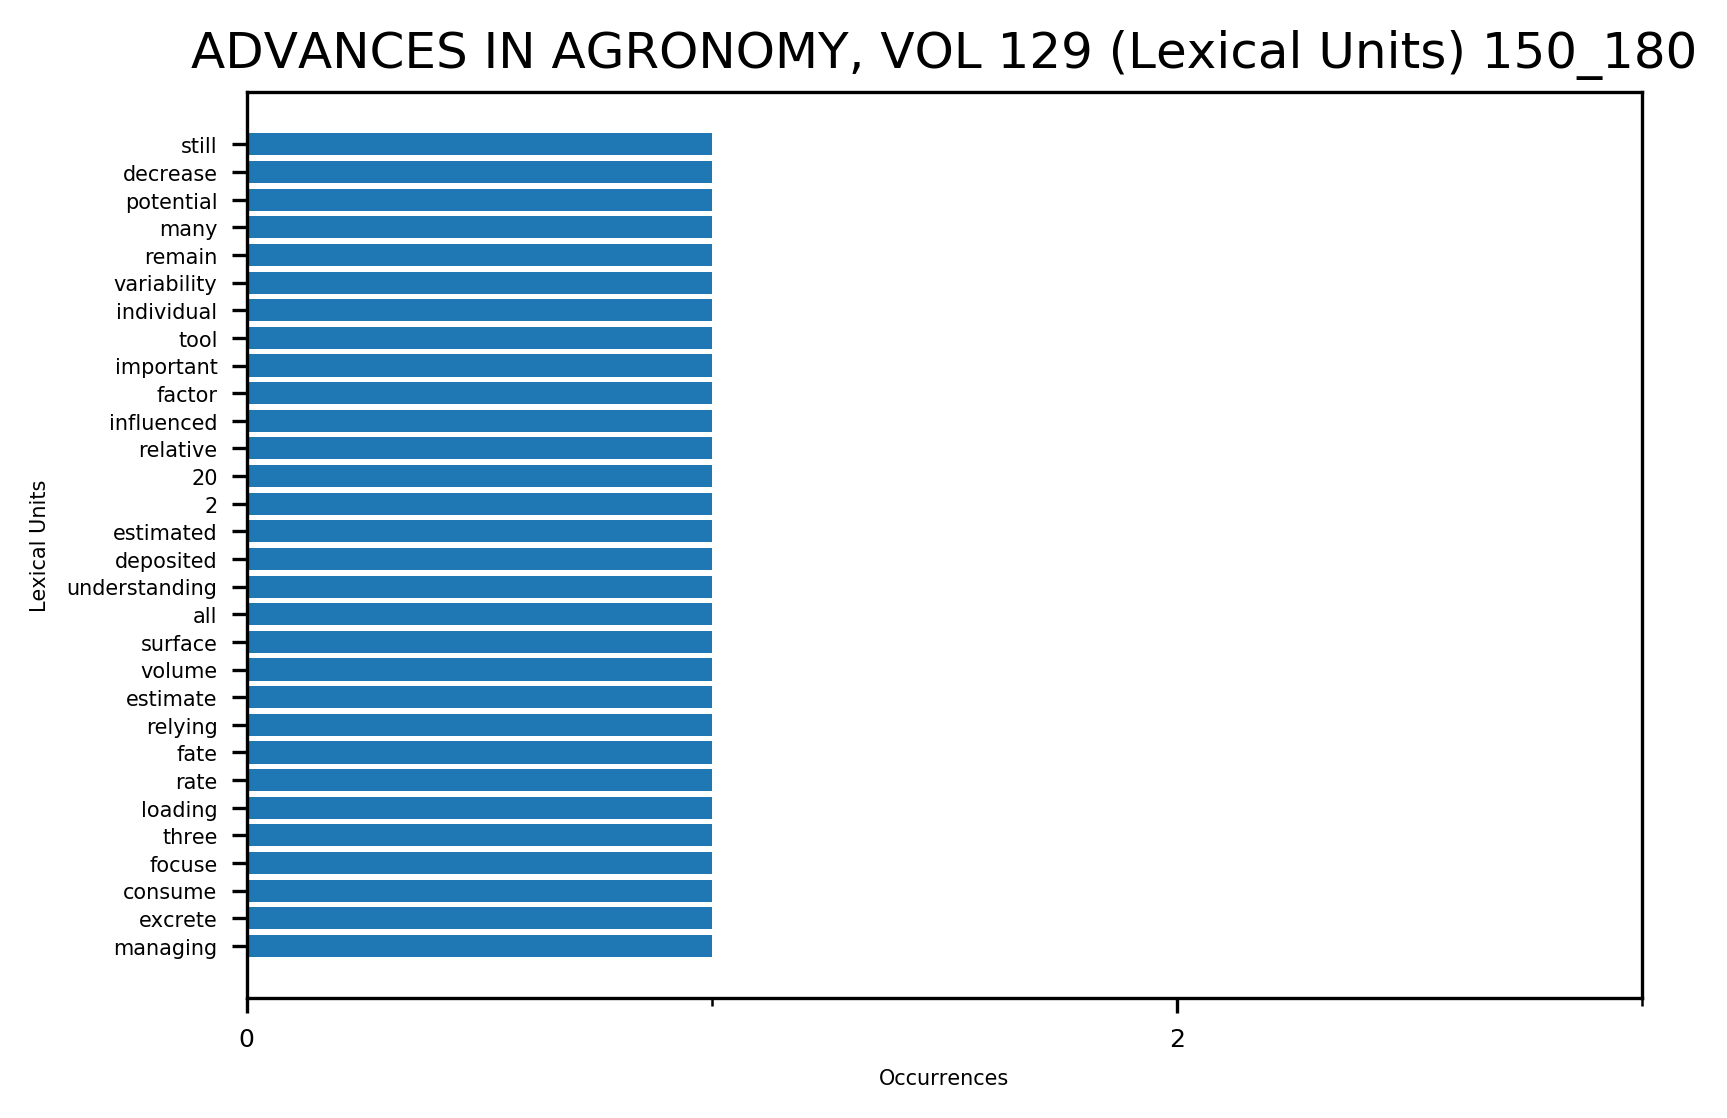 ADVANCES IN AGRONOMY, VOL 129 (Lexical Units) 150_180
still
decrease
potential
many
remain
variability
individual
tool
important
factor
influenced
relative
20
2
estimated
deposited
understanding
all
surface
volume
estimate
relying
fate
rate
loading
three
focuse
consume
excrete
managing
Lexical Units
0 2
Occurrences